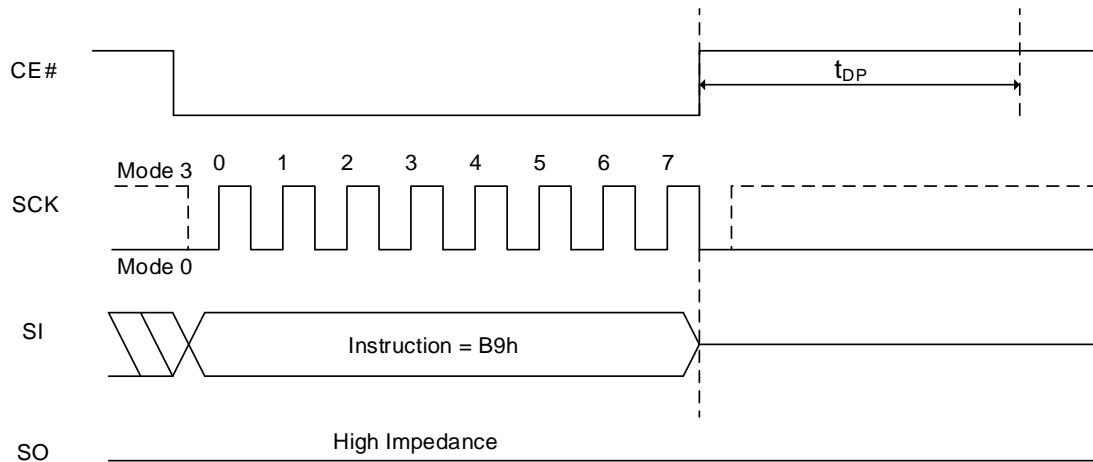 CE#
tDP
Mode 3
0 1 2 3 4 5 6 7
SCK
Mode 0
SI
Instruction = B9h
High Impedance
SO